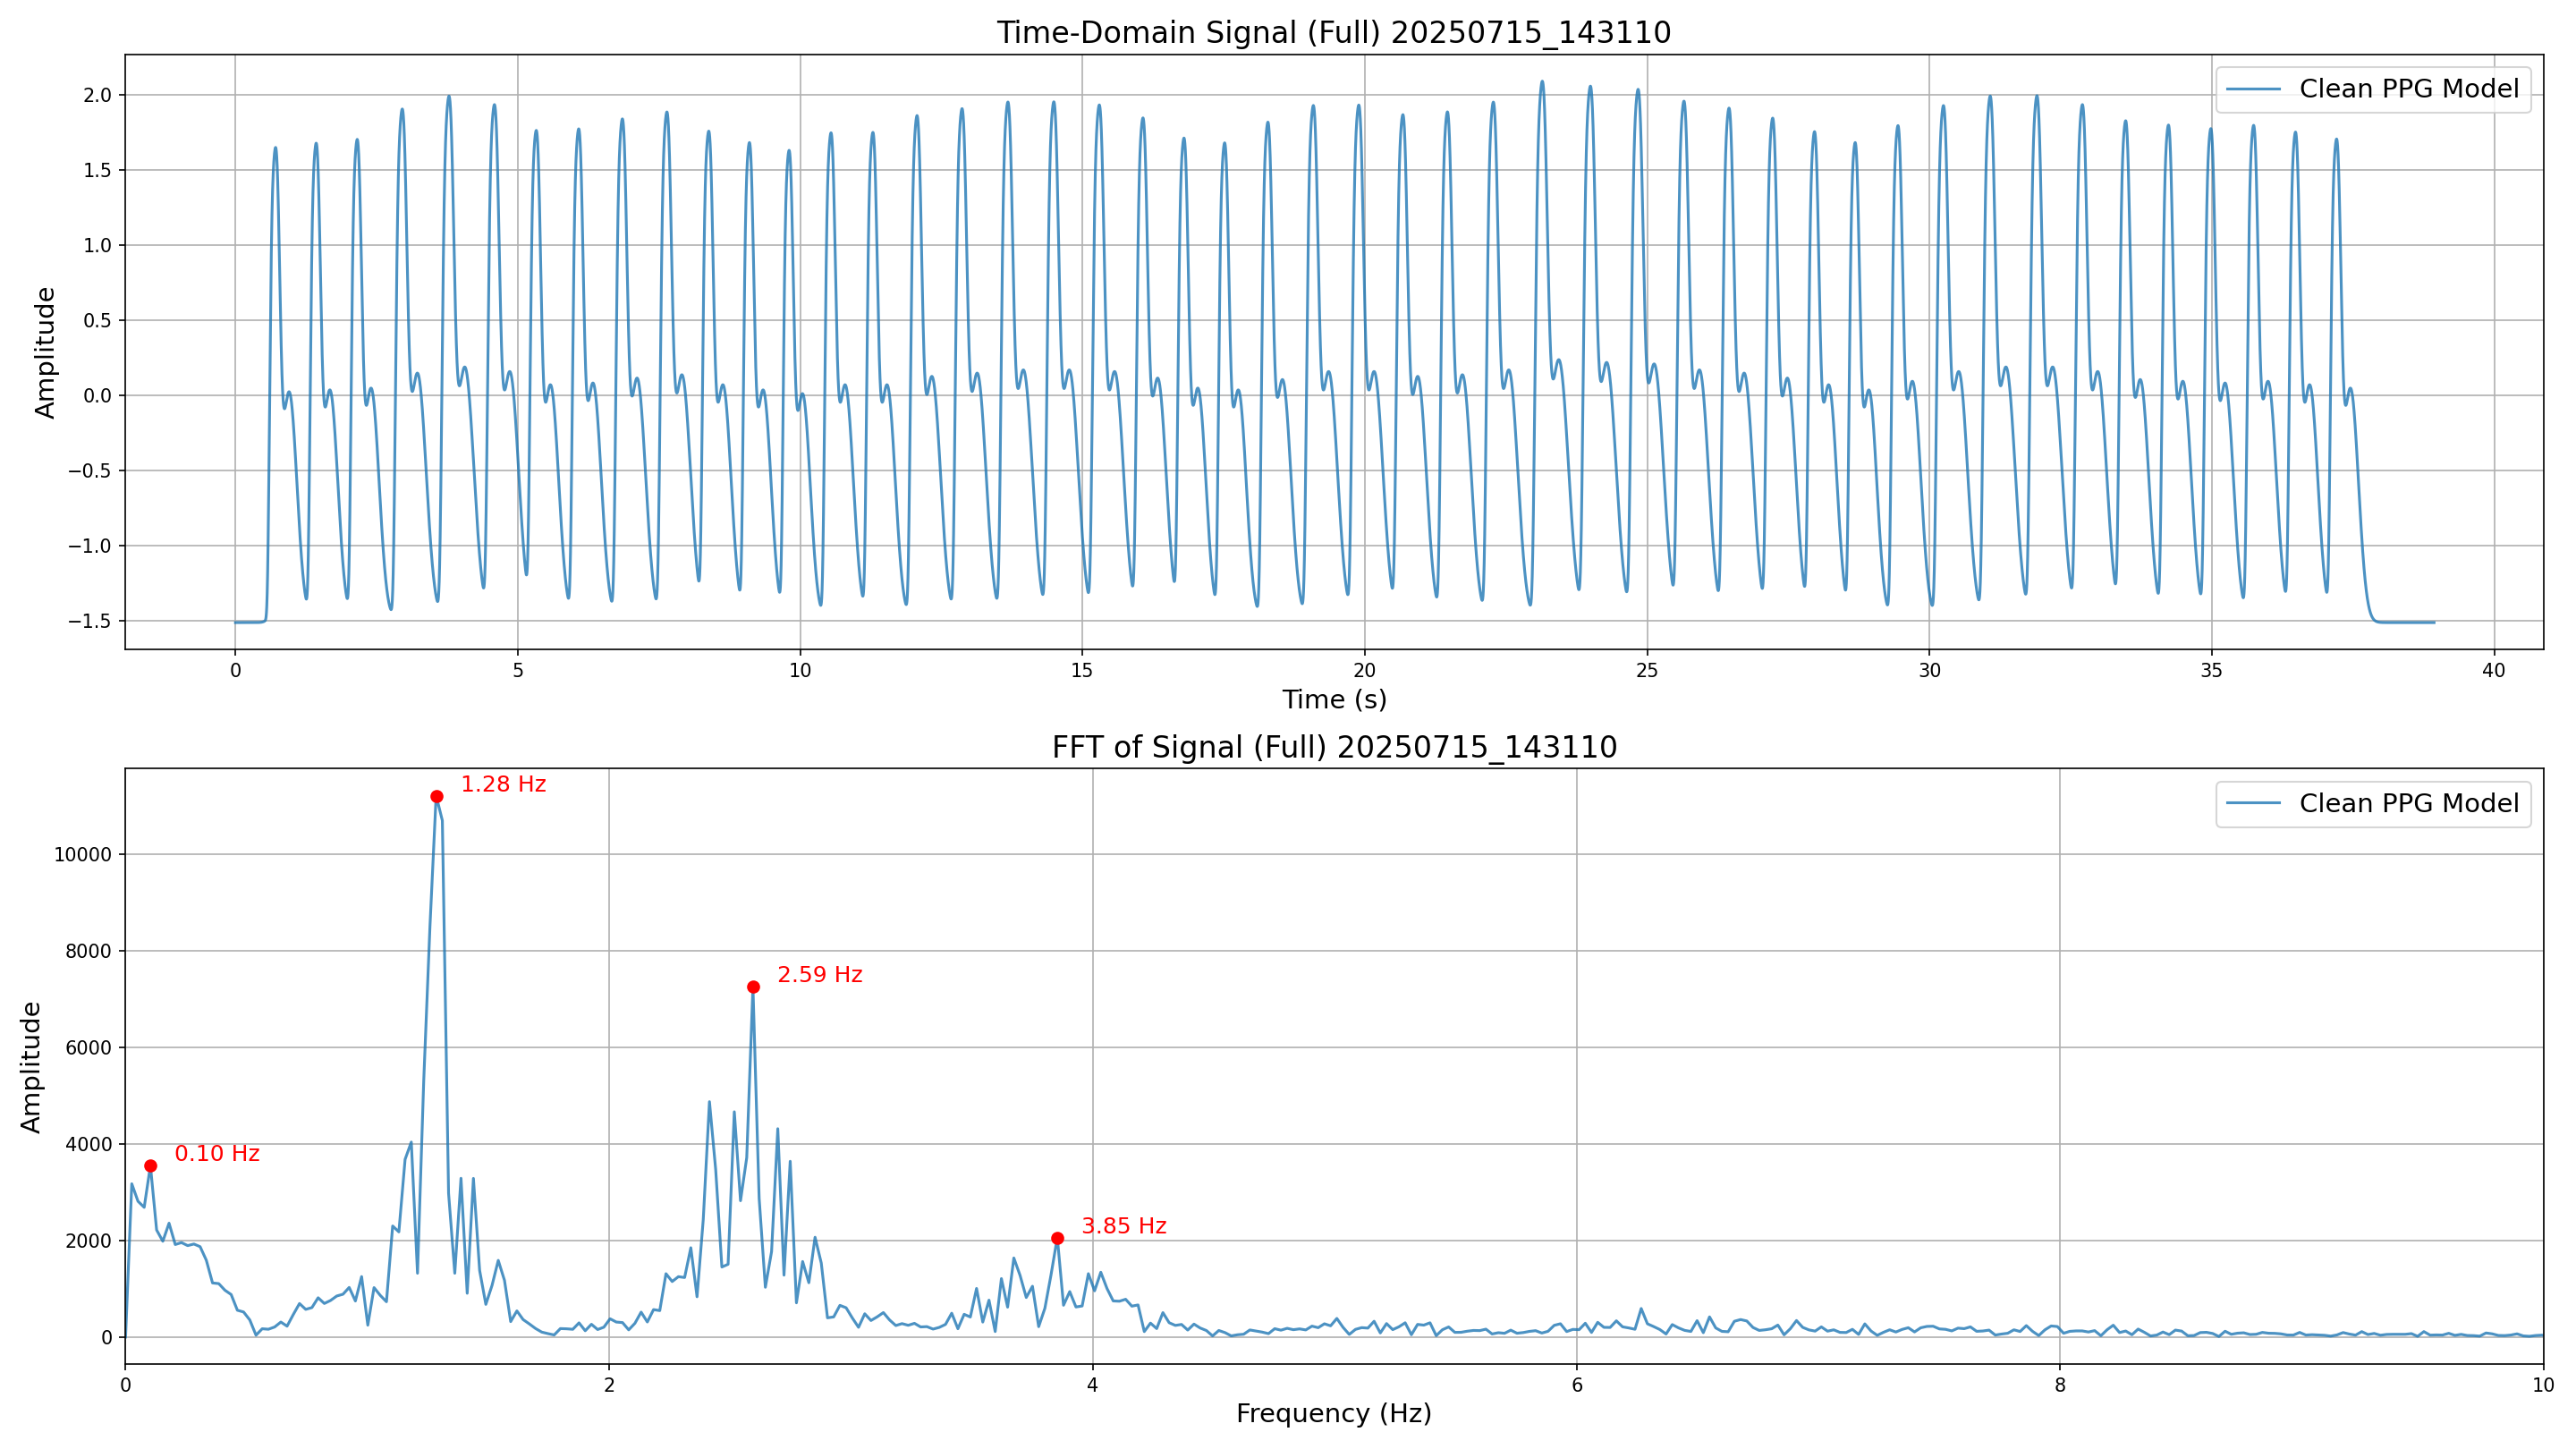 Time-Domain Signal (Full) 20250715_143110
Clean PPG Model
Amplitude
2.0
1.5
1.0
0.5
0.0
−0.5
−1.0
−1.5
0 5 10 15 20 25 30 35 40
Time (s)
FFT of Signal (Full) 20250715_143110
Clean PPG Model
1.28 Hz
2.59 Hz
0.10 Hz
3.85 Hz
Amplitude
10000
8000
6000
4000
2000
0
0 2 4 6 8 10
Frequency (Hz)